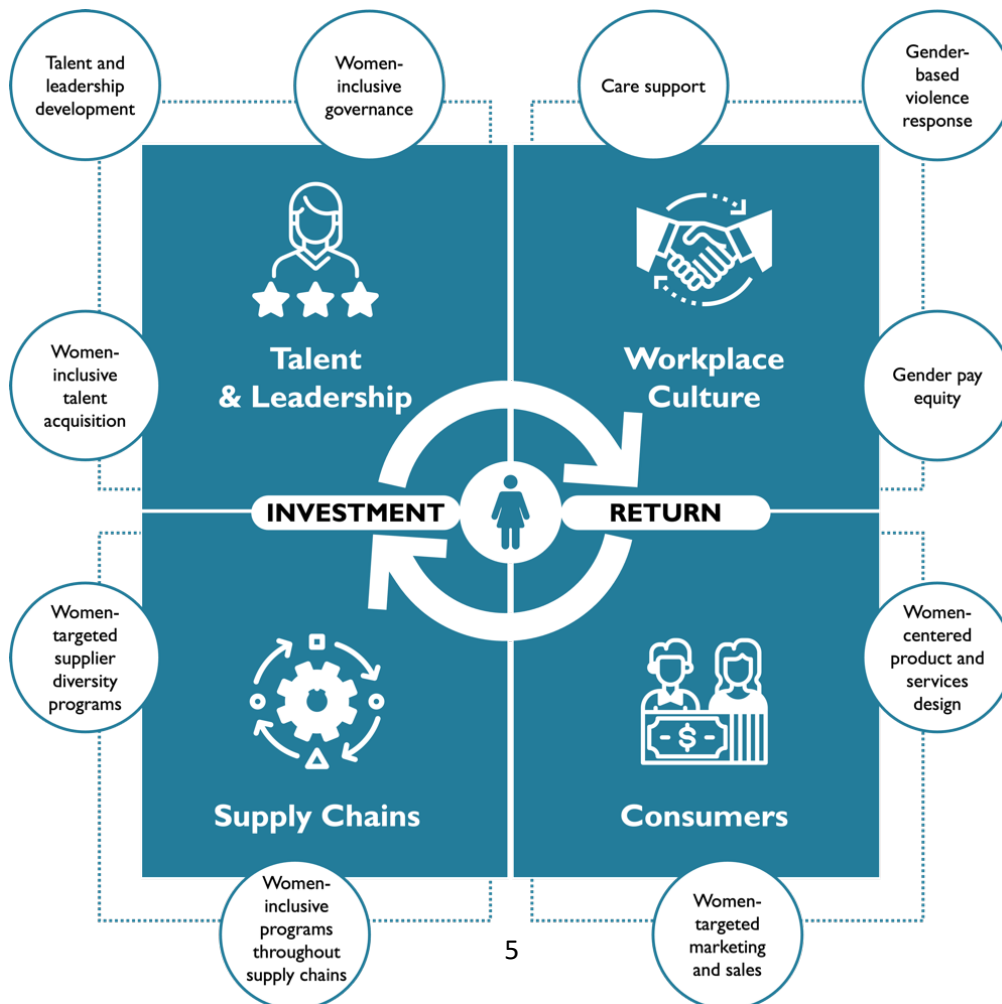 Talent and
leadership
development
Women-
inclusive
governance
Care support
Gender-
based
violence
response
Talent
& Leadership
Workplace
Culture
Women-
inclusive
talent
acquisition
Gender pay
equity
INVESTMENT
RETURN
Women-
targeted
supplier
diversity
programs
Women-
centered
product and
services
design
$
Supply Chains
Consumers
Women-
inclusive
programs
throughout
supply chains
Women-
targeted
marketing
and sales
5